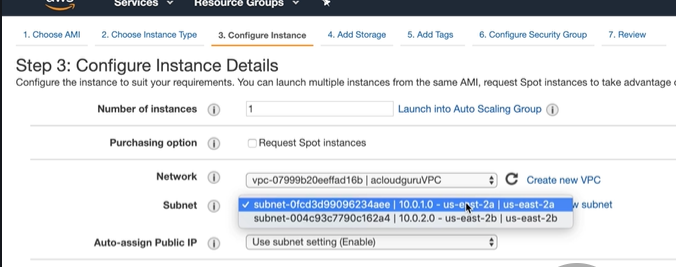 aws Services Resource Groups
1. Choose AMI 2. Choose Instance Type 3. Configure Instance 4. Add Storage 5. Add Tags 6. Configure Security Group 7. Review
Step 3: Configure Instance Details
Configure the instance to suit your requirements. You can launch multiple instances from the same AMI, request Spot instances to take advantage
Number of instances i 1 Launch into Auto Scaling Group i
Purchasing option i Request Spot instances
Network i vpc-07999b20eeffad16b | acloudguruVPC Create new VPC
Subnet i subnet-0fcd3d99096234aee | 10.0.1.0 - us-east-2a | us-east-2a w subnet
subnet-004c93c7790c162a4 | 10.0.2.0 - us-east-2b | us-east-2b
Auto-assign Public IP i Use subnet setting (Enable)